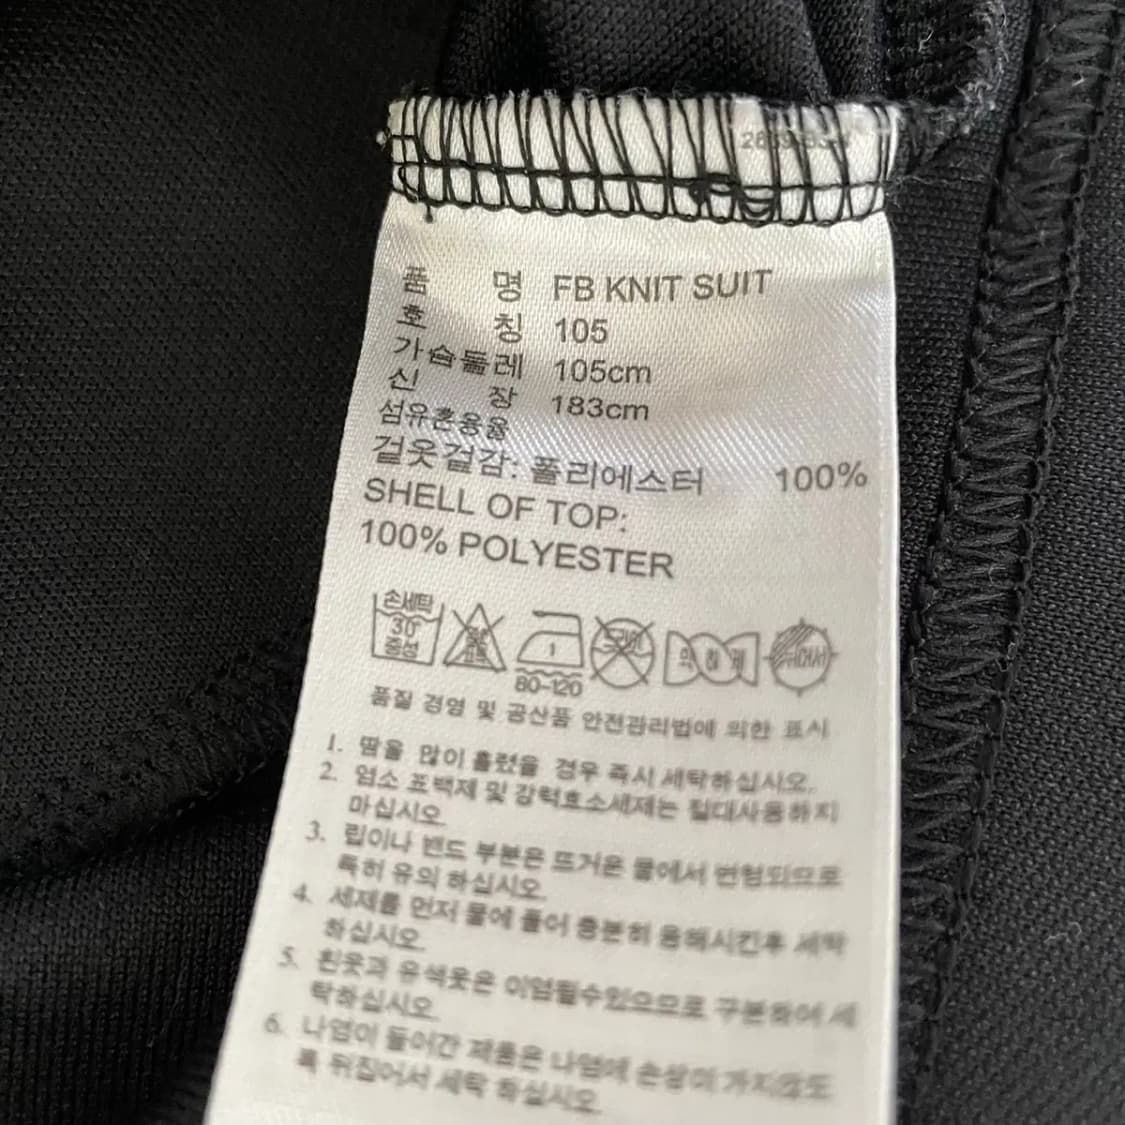 품 명 FB KNIT SUIT
호 칭 105
가슴둘레 105cm
신 장 183cm
섬유혼용율
겉옷겉감: 폴리에스터 100%
SHELL OF TOP:
100% POLYESTER
손세탁
30°
중성
80~120
드라이
약하게
뉘어서
품질 경영 및 공산품 안전관리법에 의한 표시
1. 땀을 많이 흘렸을 경우 즉시 세탁하십시오.
2. 염소 표백제 및 강력효소세제는 절대사용하지
마십시오.
3. 립이나 밴드 부분은 뜨거운 물에서 변형되므로
특히 유의 하십시오.
4. 세제를 먼저 물에 풀어 충분히 용해시킨후 세탁
하십시오.
5. 흰옷과 유색옷은 이염될수있으므로 구분하여 세
탁하십시오.
6. 나염이 들어간 제품은 나염에 손상이 가지않도
록 뒤집어서 세탁 하십시오.